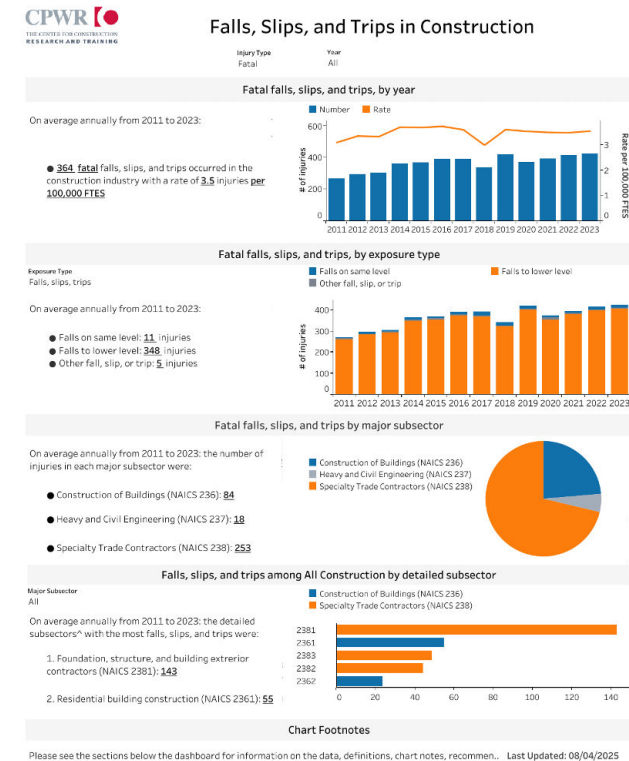 CPWR
THE CENTER FOR CONSTRUCTION
RESEARCH AND TRAINING
Falls, Slips, and Trips in Construction
Injury Type
Fatal
Year
All
Fatal falls, slips, and trips, by year
On average annually from 2011 to 2023:
● 364 fatal falls, slips, and trips occurred in the
construction industry with a rate of 3.5 injuries per
100,000 FTES
Number Rate
# of injuries
600
400
200
0
3
2
1
0
Rate per 100,000 FTES
2011 2012 2013 2014 2015 2016 2017 2018 2019 2020 2021 2022 2023
Fatal falls, slips, and trips, by exposure type
Exposure Type
Falls, slips, trips
On average annually from 2011 to 2023:
● Falls on same level: 11 injuries
● Falls to lower level: 348 injuries
● Other fall, slip, or trip: 5 injuries
Falls on same level Falls to lower level
Other fall, slip, or trip
# of injuries
400
300
200
100
0
2011 2012 2013 2014 2015 2016 2017 2018 2019 2020 2021 2022 2023
Fatal falls, slips, and trips by major subsector
On average annually from 2011 to 2023: the number of
injuries in each major subsector were:
● Construction of Buildings (NAICS 236): 84
● Heavy and Civil Engineering (NAICS 237): 18
● Specialty Trade Contractors (NAICS 238): 253
Construction of Buildings (NAICS 236)
Heavy and Civil Engineering (NAICS 237)
Specialty Trade Contractors (NAICS 238)
Falls, slips, and trips among All Construction by detailed subsector
Major Subsector
All
On average annually from 2011 to 2023: the detailed
subsectors^ with the most falls, slips, and trips were:
1. Foundation, structure, and building extrerior
contractors (NAICS 2381): 143
2. Residential building construction (NAICS 2361): 55
Construction of Buildings (NAICS 236)
Specialty Trade Contractors (NAICS 238)
2381
2361
2383
2382
2362
0 20 40 60 80 100 120 140
Chart Footnotes
Please see the sections below the dashboard for information on the data, definitions, chart notes, recommen.. Last Updated: 08/04/2025